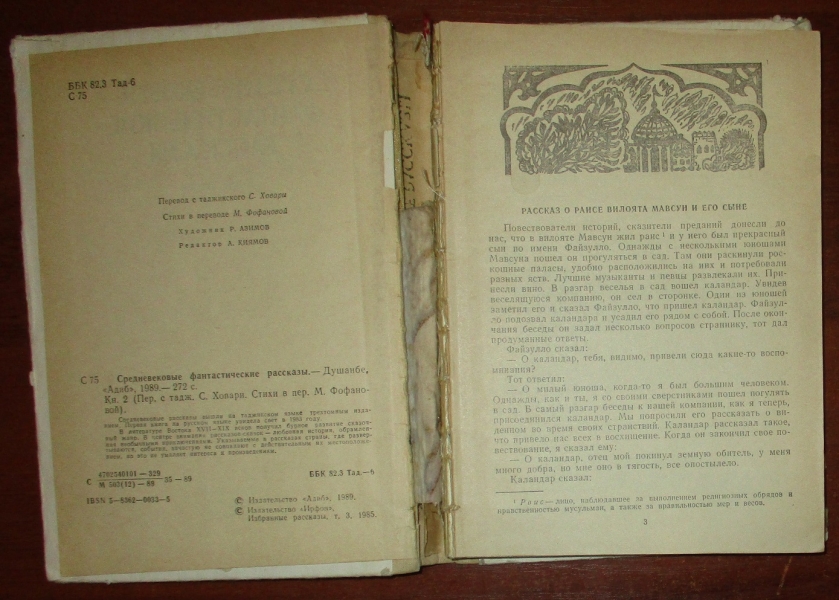 ББК 82.3 Тад-6
С 75
Перевод с таджикского С. Ховари
Стихи в переводе М. Фофановой
Художник Р. АЗИМОВ
Редактор А. ХАКИМОВ
С 75 Средневековые фантастические рассказы.— Душанбе,
«Адиб», 1989.— 272 с.
Кн. 2 (Пер. с тадж. С. Ховари. Стихи в пер. М. Фофано-
вой).
С 4702540101 — 329
М 503(12) — 89 35 — 89
ББК 82.3 Тад.—6
ISBN 5—8362—0033—5
© Издательство «Адиб», 1989.
© Издательство «Ирфон»,
Избранные рассказы, т. 3, 1985.
РАССКАЗ О РАИСЕ ВИЛОЯТА МАВСУН И ЕГО СЫНЕ
Повествователи историй, сказители преданий донесли до
нас, что в вилояте Мавсун жил раис¹ и у него был прекрасный
сын по имени Файзулло. Однажды с несколькими юношами
Мавсуна пошел он прогуляться в сад. Там они раскинули рос-
кошные паласы, удобно расположились на них и потребовали
разных яств. Лучшие музыканты и певцы развлекали их. При-
несли вино. В разгар веселья в сад вошел каландар. Увидев
веселящуюся компанию, он сел в сторонке. Один из юношей
заметил его и сказал Файзулло, что пришел каландар. Файзул-
ло подозвал каландара и усадил его рядом с собой. После окон-
чания беседы он задал несколько вопросов страннику, тот дал
продуманные ответы.
Файзулло сказал:
— О каландар, тебя, видимо, привели сюда какие-то воспо-
минания?
Тот ответил:
— О милый юноша, когда-то я был большим человеком.
Однажды, как и ты, я со своими сверстниками пошел погулять
в сад. В самый разгар беседы к нашей компании, как и я теперь,
присоединился каландар. Мы попросили его рассказать о ви-
денном во время своих странствий. Каландар рассказал такое,
что привело нас всех в восхищение. Когда он закончил свое по-
вествование, я сказал ему:
— О каландар, отец мой покинул земную обитель, у меня
много добра, но мне оно в тягость, все опостылело.
Каландар сказал:
¹ Раис — лицо, наблюдавшее за выполнением религиозных обрядов и
нравственностью мусульман, а также за правильностью мер и весов.
3